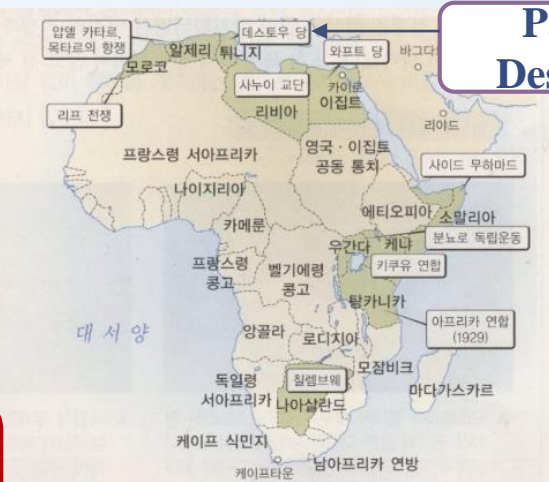 압델 카타르,
목타르의 항쟁
데스토우 당
P
Des
알제리
튀니지
와프트 당
모로코
사누이 교단
카이로
이집트
리비아
리프 전쟁
리야드
프랑스령 서아프리카
영국·이집트
공동 통치
사이드 무하마드
나이지리아
에티오피아
소말리아
카메룬
분뇨로 독립운동
우간다
케냐
프랑스령
콩고
벨기에령
콩고
키쿠유 연합
탕카니카
대서양
아프리카 연합
(1929)
앙골라
로디지아
모잠비크
독일령
서아프리카
칠렘브웨
나아살란드
마다가스카르
케이프 식민지
남아프리카 연방
케이프타운